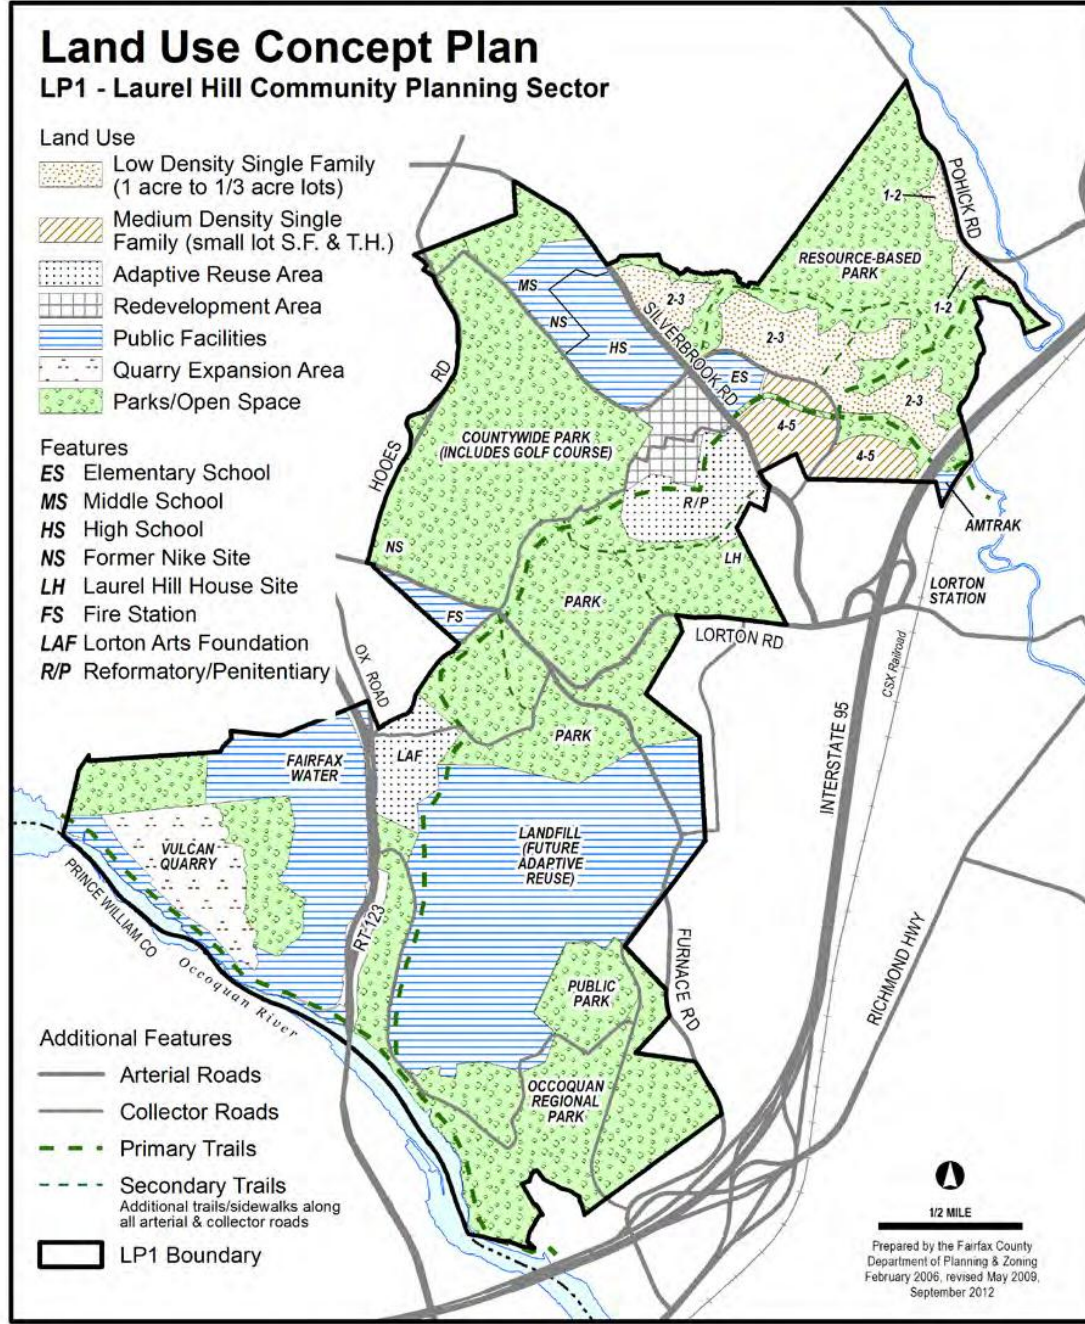 Land Use Concept Plan
LP1 - Laurel Hill Community Planning Sector
Land Use
Low Density Single Family
(1 acre to 1/3 acre lots)
Medium Density Single
Family (small lot S.F. & T.H.)
Adaptive Reuse Area
Redevelopment Area
Public Facilities
Quarry Expansion Area
Parks/Open Space
Features
ES Elementary School
MS Middle School
HS High School
NS Former Nike Site
LH Laurel Hill House Site
FS Fire Station
LAF Lorton Arts Foundation
R/P Reformatory/Penitentiary
POHICK RD
1-2
RESOURCE-BASED
PARK
1-2
MS
2-3
SILVERBROOK RD
NS
HS
2-3
ES
2-3
HOOES RD
COUNTYWIDE PARK
(INCLUDES GOLF COURSE)
4-5
4-5
R/P
AMTRAK
NS
LH
LORTON
STATION
PARK
FS
LORTON RD
OX ROAD
CSX Railroad
INTERSTATE 95
PARK
LAF
FAIRFAX
WATER
LANDFILL
(FUTURE
ADAPTIVE
REUSE)
VULCAN
QUARRY
PRINCE WILLIAM CO
Occoquan River
RT-123
FURNACE RD
RICHMOND HWY
PUBLIC
PARK
OCCOQUAN
REGIONAL
PARK
Additional Features
Arterial Roads
Collector Roads
Primary Trails
Secondary Trails
Additional trails/sidewalks along
all arterial & collector roads
LP1 Boundary
1/2 MILE
Prepared by the Fairfax County
Department of Planning & Zoning
February 2006, revised May 2009,
September 2012